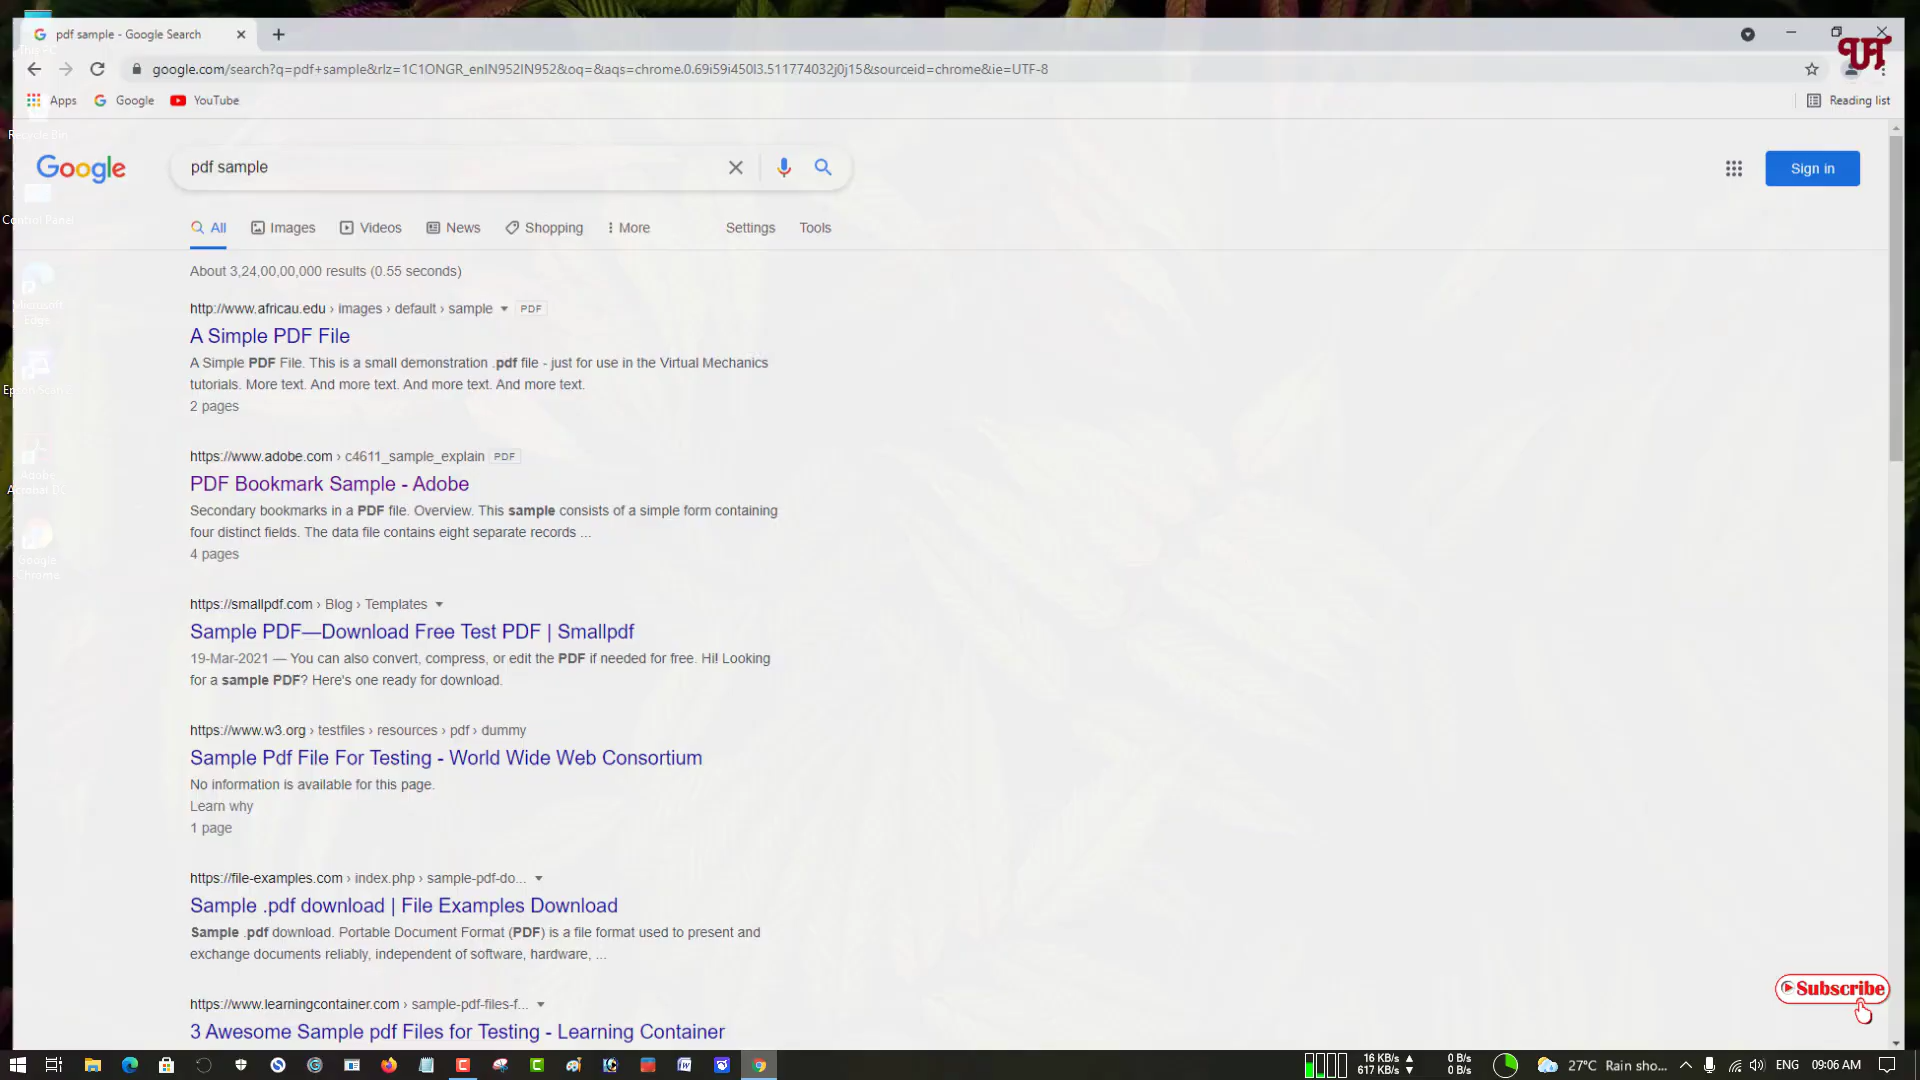 pdf sample - Google Search
google.com/search?q=pdf+sample&rlz=1C1ONGR_enIN952IN952&oq=&aqs=chrome.0.69i59i450l3.511774032j0j15&sourceid=chrome&ie=UTF-8
Apps Google YouTube Reading list
Recycle Bin
Google pdf sample Sign in
Control Panel
All Images Videos News Shopping More Settings Tools
About 3,24,00,00,000 results (0.55 seconds)
http://www.africau.edu › images › default › sample PDF
A Simple PDF File
A Simple PDF File. This is a small demonstration .pdf file - just for use in the Virtual Mechanics
tutorials. More text. And more text. And more text. And more text.
2 pages
Microsoft
Edge
https://www.adobe.com › c4611_sample_explain PDF
PDF Bookmark Sample - Adobe
Secondary bookmarks in a PDF file. Overview. This sample consists of a simple form containing
four distinct fields. The data file contains eight separate records ...
4 pages
Adobe
Google
Chrome
https://smallpdf.com › Blog › Templates
Sample PDF—Download Free Test PDF | Smallpdf
19-Mar-2021 — You can also convert, compress, or edit the PDF if needed for free. Hi! Looking
for a sample PDF? Here's one ready for download.
https://www.w3.org › testfiles › resources › pdf › dummy
Sample Pdf File For Testing - World Wide Web Consortium
No information is available for this page.
Learn why
1 page
https://file-examples.com › index.php › sample-pdf-do...
Sample .pdf download | File Examples Download
Sample .pdf download. Portable Document Format (PDF) is a file format used to present and
exchange documents reliably, independent of software, hardware, ...
https://www.learningcontainer.com › sample-pdf-files-f...
3 Awesome Sample pdf Files for Testing - Learning Container
Subscribe
16 KB/s 0 B/s
617 KB/s 0 B/s
27°C Rain sho... ENG 09:06 AM